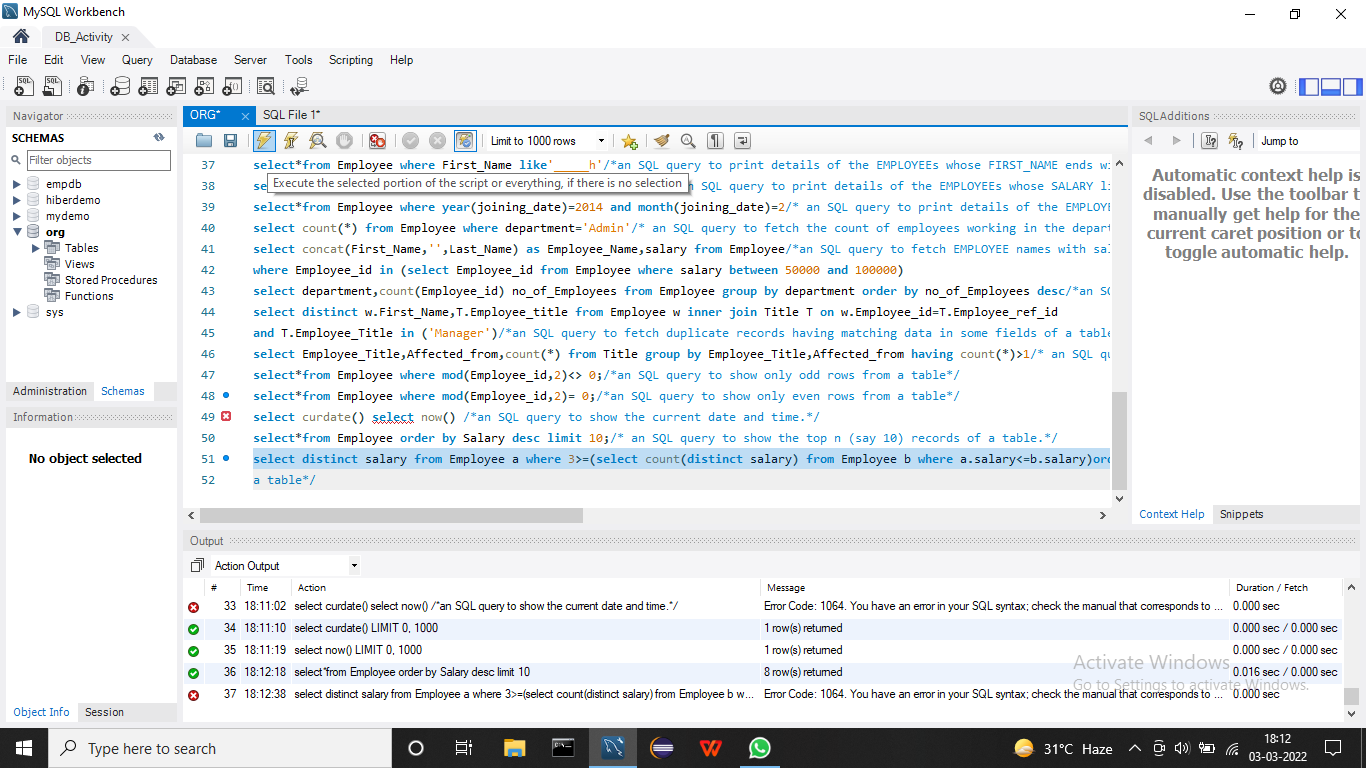 MySQL Workbench
DB_Activity
File Edit View Query Database Server Tools Scripting Help
Navigator
SCHEMAS
Filter objects
empdb
hiberdemo
mydemo
org
Tables
Views
Stored Procedures
Functions
sys
Administration Schemas
Information
No object selected
Object Info Session
ORG* SQL File 1*
Limit to 1000 rows
37 select*from Employee where First_Name like'_____h'/*an SQL query to print details of the EMPLOYEEs whose FIRST_NAME ends w
Execute the selected portion of the script or everything, if there is no selection
38 se SQL query to print details of the EMPLOYEEs whose SALARY li
39 select*from Employee where year(joining_date)=2014 and month(joining_date)=2/* an SQL query to print details of the EMPLOYE
40 select count(*) from Employee where department='Admin'/* an SQL query to fetch the count of employees working in the depart
41 select concat(First_Name,'',Last_Name) as Employee_Name,salary from Employee/*an SQL query to fetch EMPLOYEE names with sal
42 where Employee_id in (select Employee_id from Employee where salary between 50000 and 100000)
43 select department,count(Employee_id) no_of_Employees from Employee group by department order by no_of_Employees desc/*an SQ
44 select distinct w.First_Name,T.Employee_title from Employee w inner join Title T on w.Employee_id=T.Employee_ref_id
45 and T.Employee_Title in ('Manager')/*an SQL query to fetch duplicate records having matching data in some fields of a table
46 select Employee_Title,Affected_from,count(*) from Title group by Employee_Title,Affected_from having count(*)>1/* an SQL qu
47 select*from Employee where mod(Employee_id,2)<> 0;/*an SQL query to show only odd rows from a table*/
48 select*from Employee where mod(Employee_id,2)= 0;/*an SQL query to show only even rows from a table*/
49 select curdate() select now() /*an SQL query to show the current date and time.*/
50 select*from Employee order by Salary desc limit 10;/* an SQL query to show the top n (say 10) records of a table.*/
51 select distinct salary from Employee a where 3>=(select count(distinct salary) from Employee b where a.salary<=b.salary)ord
52 a table*/
SQLAdditions
Jump to
Automatic context help is
disabled. Use the toolbar t
manually get help for the
current caret position or to
toggle automatic help.
Context Help Snippets
Output
Action Output
# Time Action Message Duration / Fetch
33 18:11:02 select curdate() select now() /*an SQL query to show the current date and time.*/ Error Code: 1064. You have an error in your SQL syntax; check the manual that corresponds to ... 0.000 sec
34 18:11:10 select curdate() LIMIT 0, 1000 1 row(s) returned 0.000 sec / 0.000 sec
35 18:11:19 select now() LIMIT 0, 1000 1 row(s) returned 0.000 sec / 0.000 sec
36 18:12:18 select*from Employee order by Salary desc limit 10 8 row(s) returned 0.016 sec / 0.000 sec
37 18:12:38 select distinct salary from Employee a where 3>=(select count(distinct salary) from Employee b w... Error Code: 1064. You have an error in your SQL syntax; check the manual that corresponds to ... 0.000 sec
Activate Windows
Go to Settings to activate Windows.
Type here to search
31°C Haze
18:12
03-03-2022